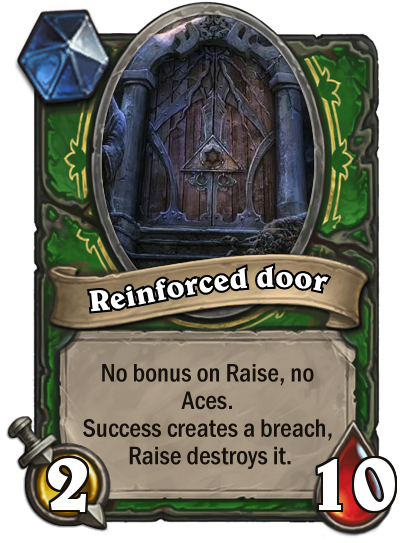 Reinforced door
No bonus on Raise, no
Aces.
Success creates a breach,
Raise destroys it.
2
10